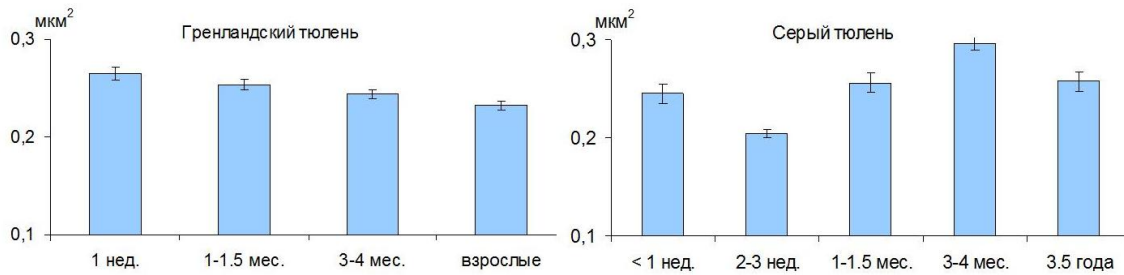 мкм²
Гренландский тюлень
0,3
0,2
0,1
1 нед. 1-1.5 мес. 3-4 мес. взрослые
мкм²
Серый тюлень
0,3
0,2
0,1
< 1 нед. 2-3 нед. 1-1.5 мес. 3-4 мес. 3.5 года